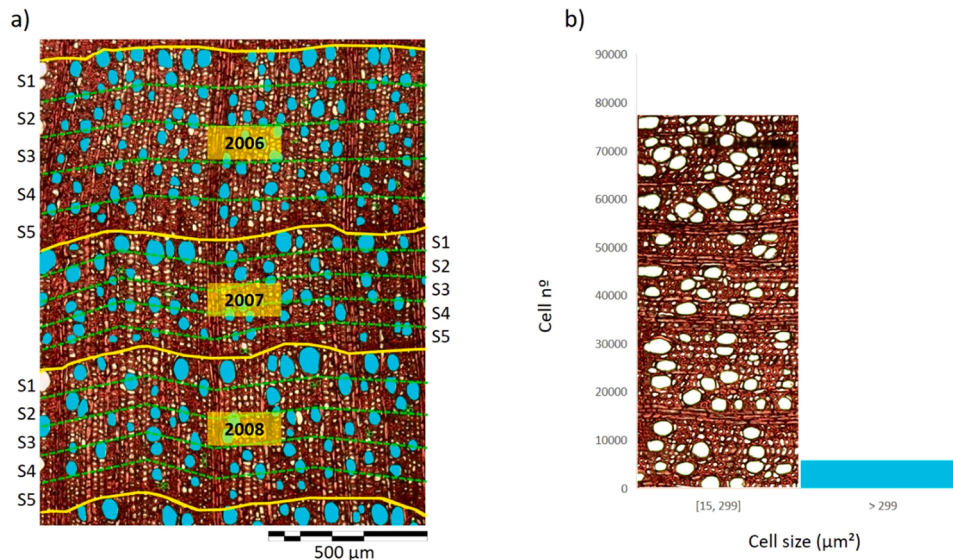 a)
S1
S2
S3
S4
S5
2006
S1
S2
S3
S4
S5
2007
S1
S2
S3
S4
S5
2008
500 µm
b)
90000
80000
70000
60000
50000
40000
30000
20000
10000
0
Cell nº
[15, 299]
> 299
Cell size (µm²)